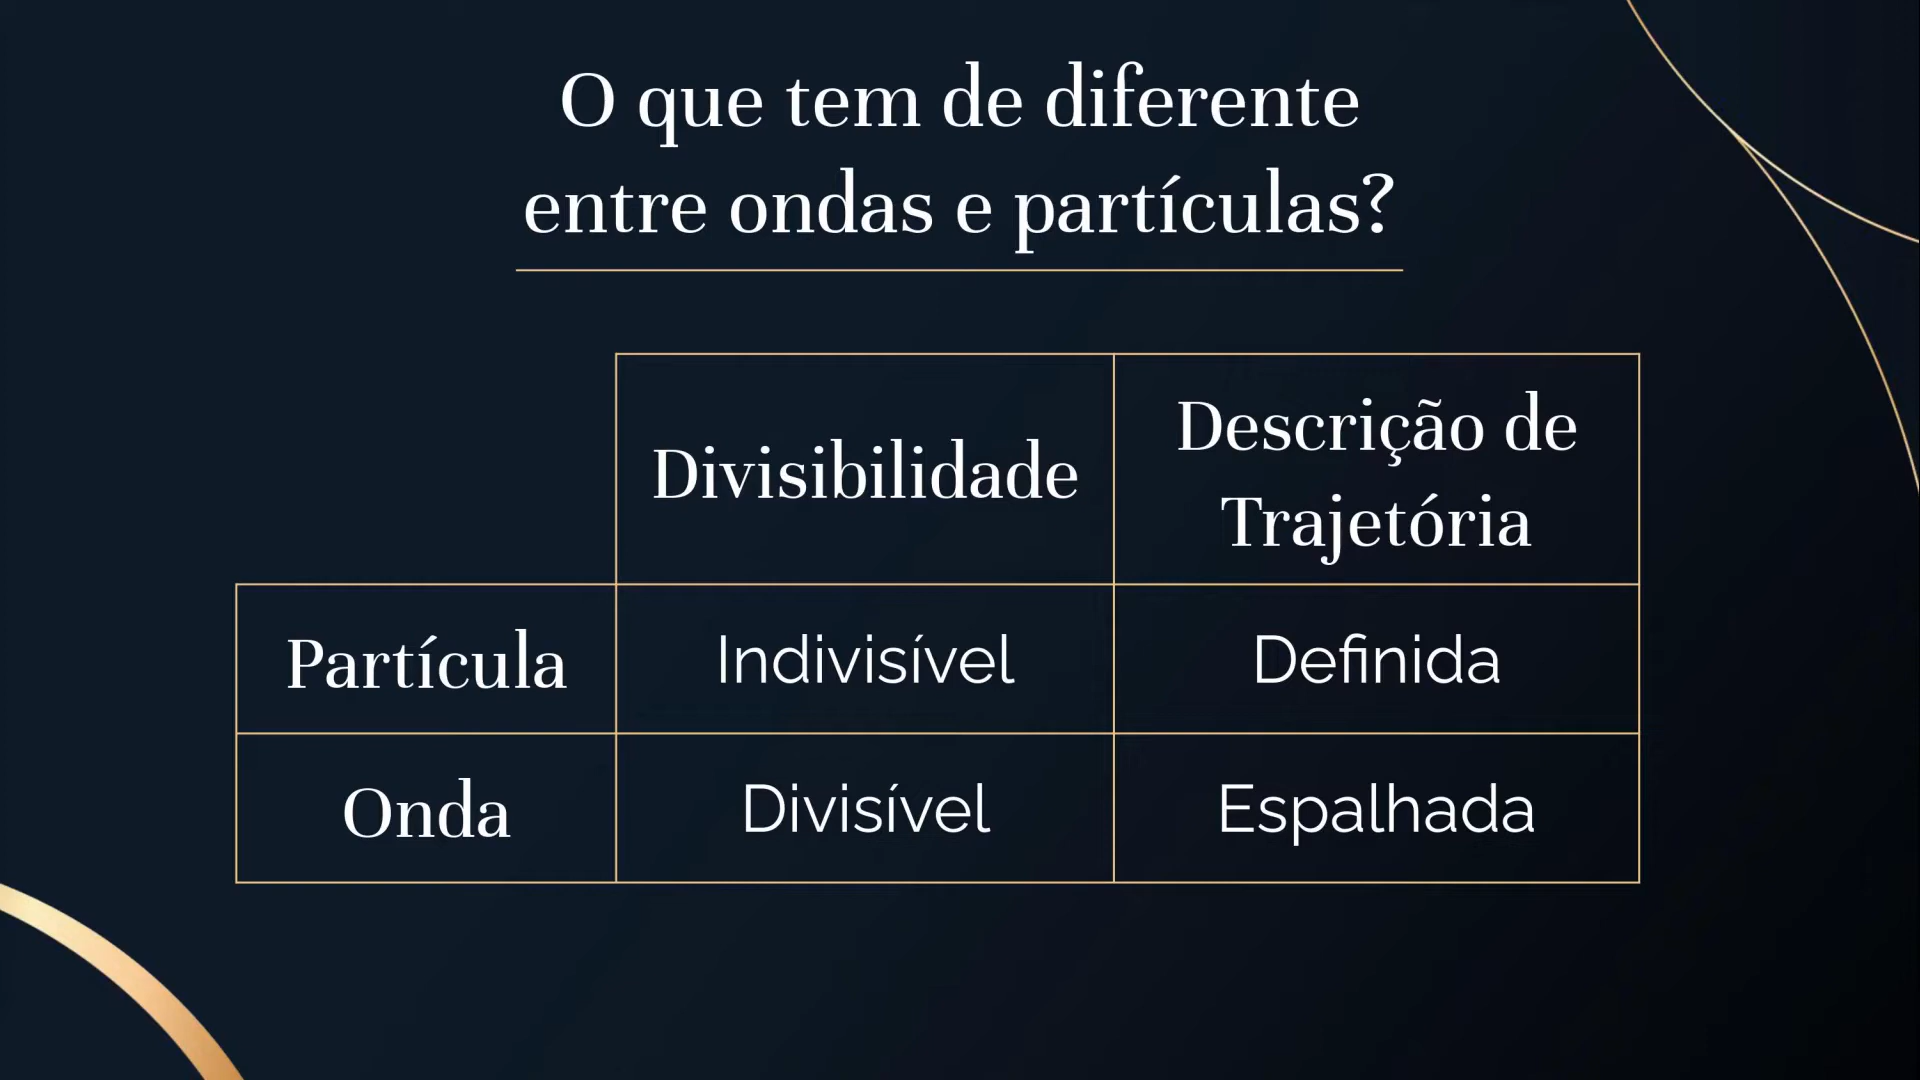 O que tem de diferente
entre ondas e partículas?
Divisibilidade
Descrição de
Trajetória
Partícula
Indivisível
Definida
Onda
Divisível
Espalhada